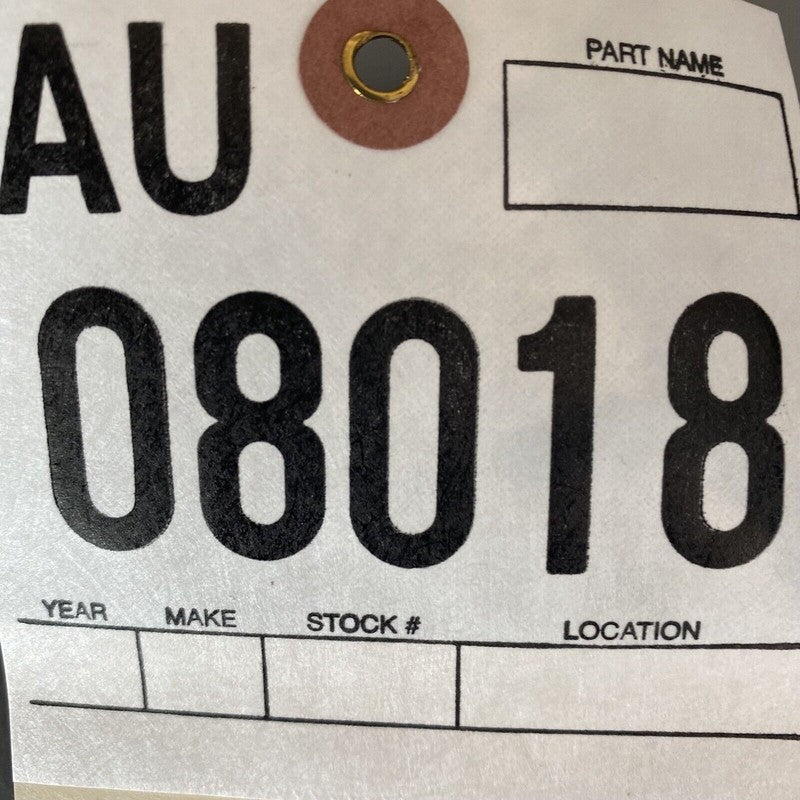 AU
PART NAME
08018
YEAR MAKE STOCK # LOCATION